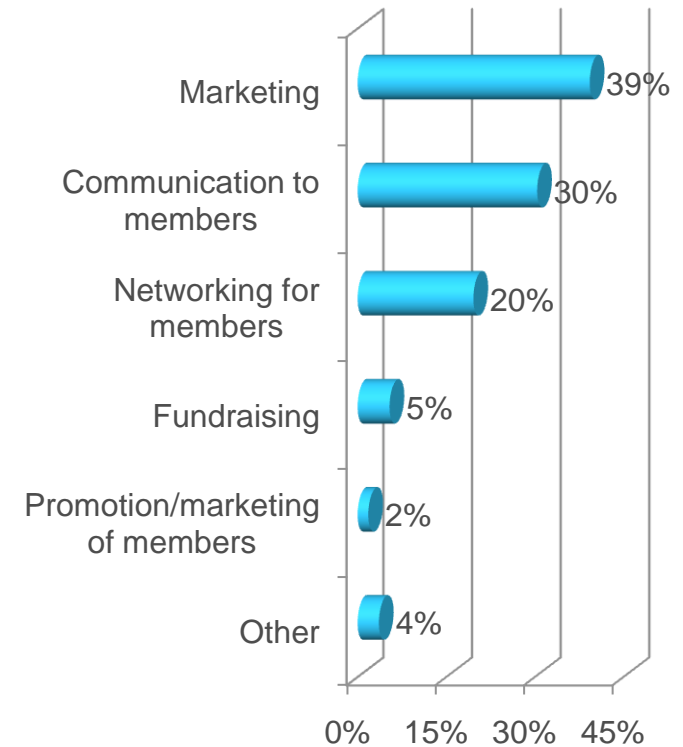 Marketing
39%
Communication to
members
30%
Networking for
members
20%
Fundraising
5%
Promotion/marketing
of members
2%
Other
4%
0% 15% 30% 45%